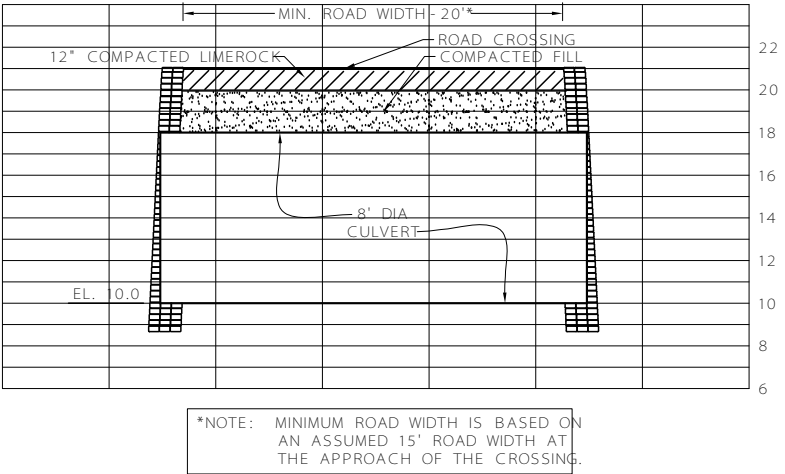 MIN. ROAD WIDTH - 20'*
ROAD CROSSING
12" COMPACTED LIMEROCK
COMPACTED FILL
22
20
18
16
14
12
10
8
6
8' DIA
CULVERT
EL. 10.0
*NOTE: MINIMUM ROAD WIDTH IS BASED ON
AN ASSUMED 15' ROAD WIDTH AT
THE APPROACH OF THE CROSSING.